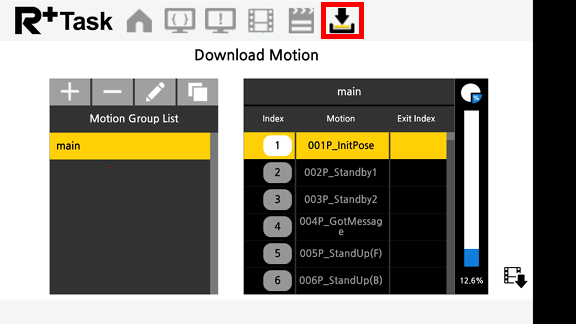 R+Task
Download Motion
Motion Group List
main
main
Index Motion Exit Index
1 001P_InitPose
2 002P_Standby1
3 003P_Standby2
4 004P_GotMessag
e
5 005P_StandUp(F)
6 006P_StandUp(B)
%
12.6%